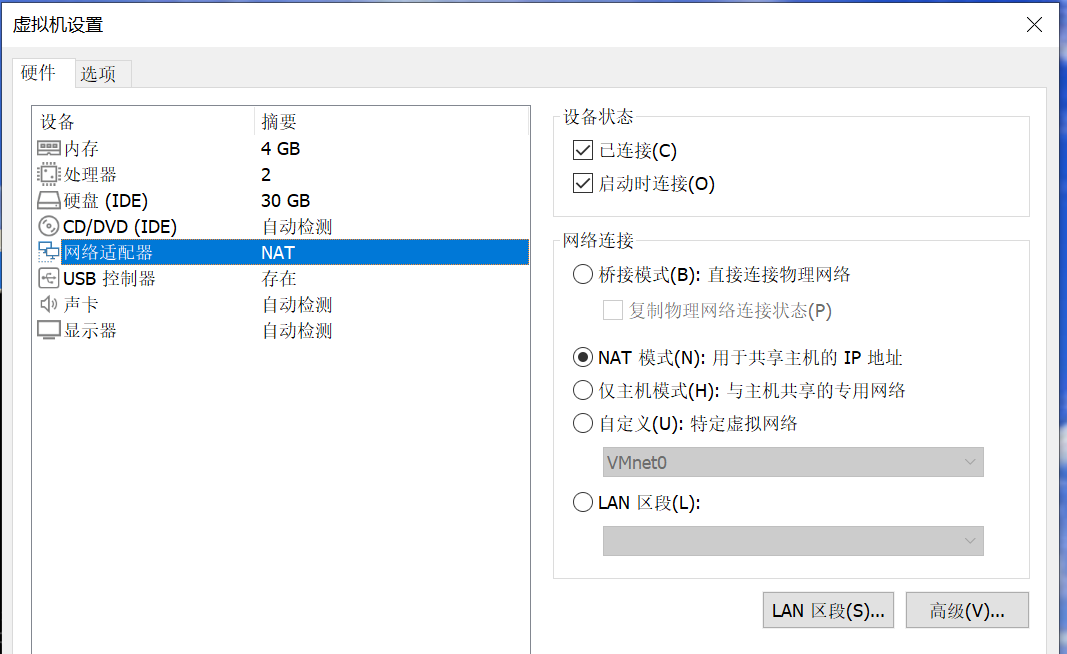 虚拟机设置
硬件 选项
设备 摘要
内存 4 GB
处理器 2
硬盘 (IDE) 30 GB
CD/DVD (IDE) 自动检测
网络适配器 NAT
USB 控制器 存在
声卡 自动检测
显示器 自动检测
设备状态
已连接(C)
启动时连接(O)
网络连接
桥接模式(B): 直接连接物理网络
复制物理网络连接状态(P)
NAT 模式(N): 用于共享主机的 IP 地址
仅主机模式(H): 与主机共享的专用网络
自定义(U): 特定虚拟网络
VMnet0
LAN 区段(L):
LAN 区段(S)... 高级(V)...